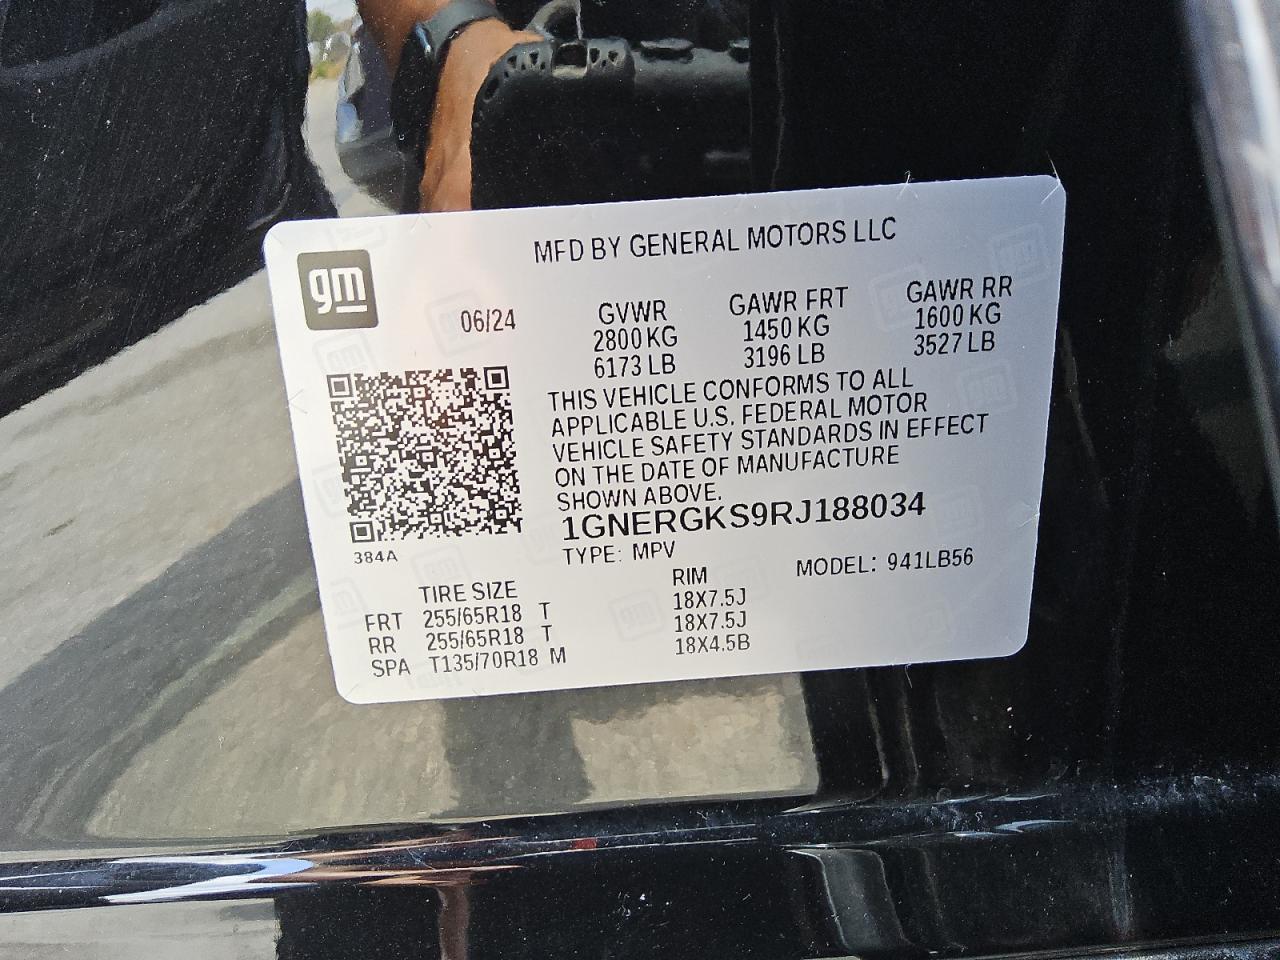 MFD BY GENERAL MOTORS LLC
gm
06/24
GVWR GAWR FRT GAWR RR
2800 KG 1450 KG 1600 KG
6173 LB 3196 LB 3527 LB
THIS VEHICLE CONFORMS TO ALL
APPLICABLE U.S. FEDERAL MOTOR
VEHICLE SAFETY STANDARDS IN EFFECT
ON THE DATE OF MANUFACTURE
SHOWN ABOVE.
1GNERGKS9RJ188034
384A
TYPE: MPV MODEL: 941LB56
TIRE SIZE RIM
FRT 255/65R18 T 18X7.5J
RR 255/65R18 T 18X7.5J
SPA T135/70R18 M 18X4.5B